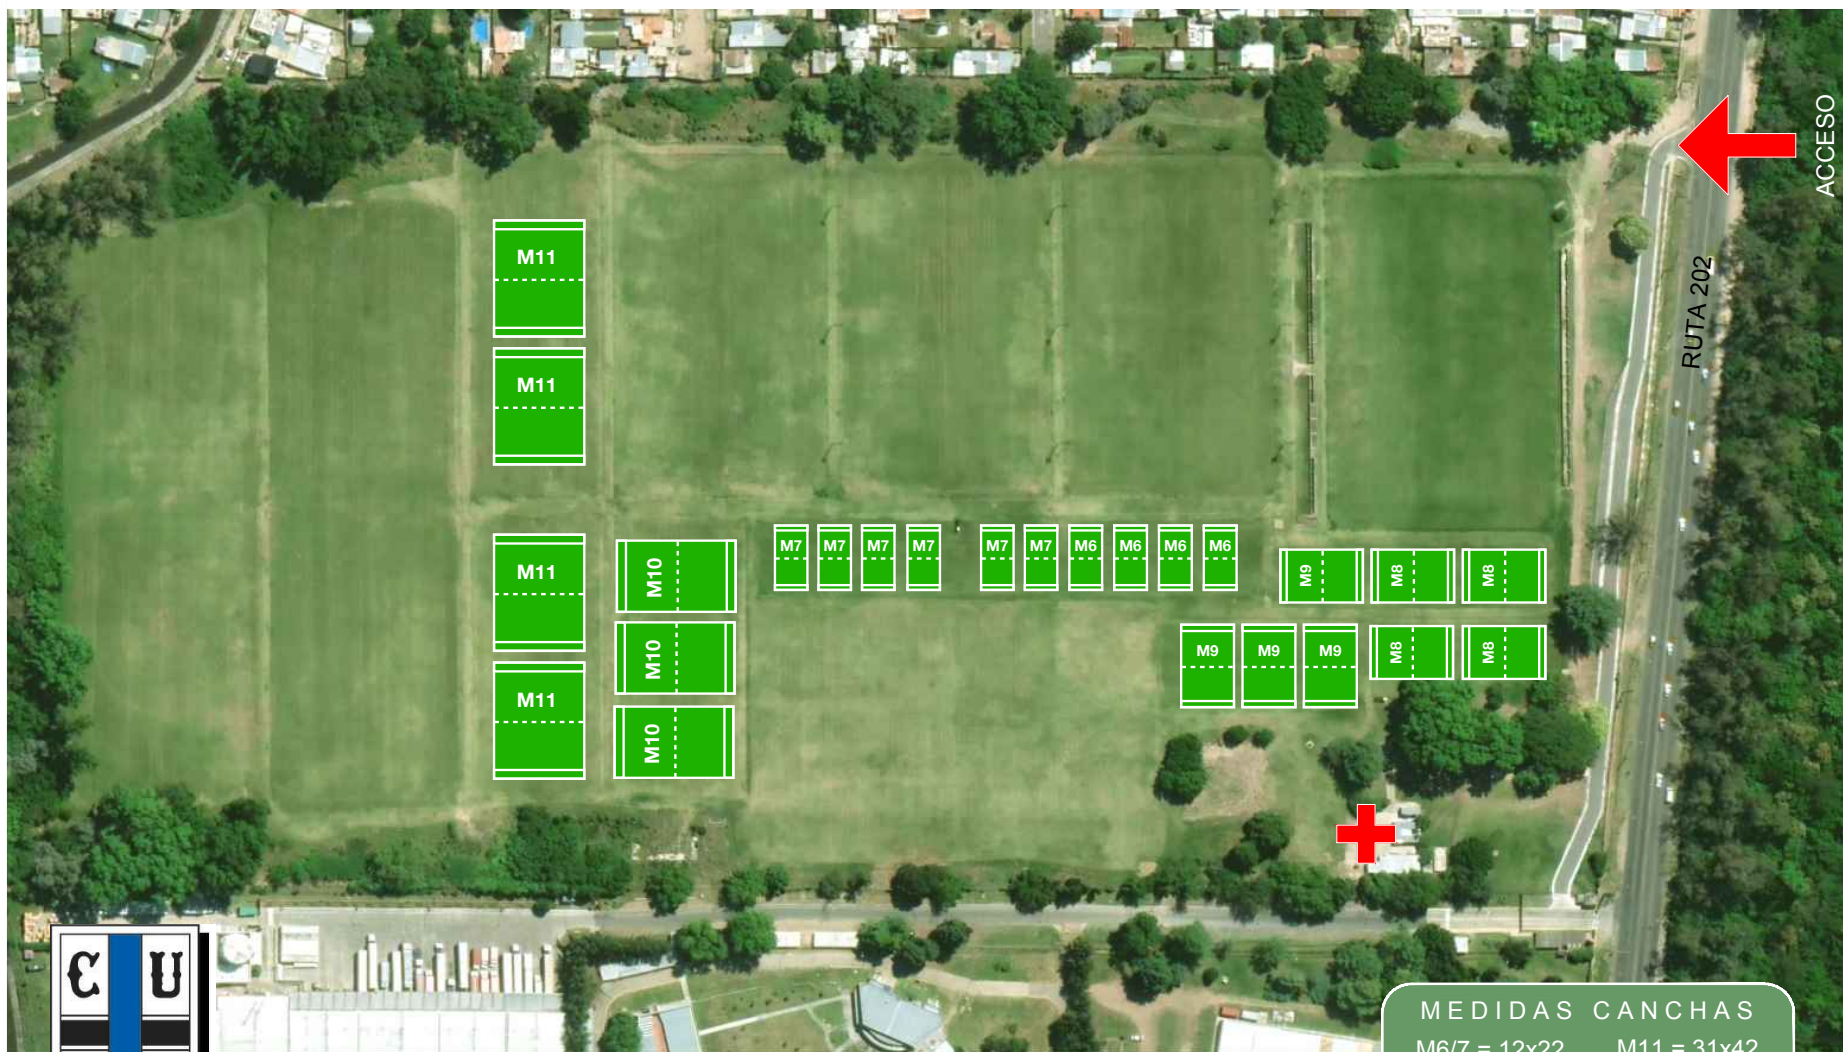 ACCESO
RUTA 202
M11
M11
M11
M11
M10
M10
M10
M7 M7 M7 M7 M7 M7 M6 M6 M6 M6
M9 M8 M8
M9 M9 M9 M8 M8
C U
MEDIDAS CANCHAS
M6/7 = 12x22 M11 = 31x42